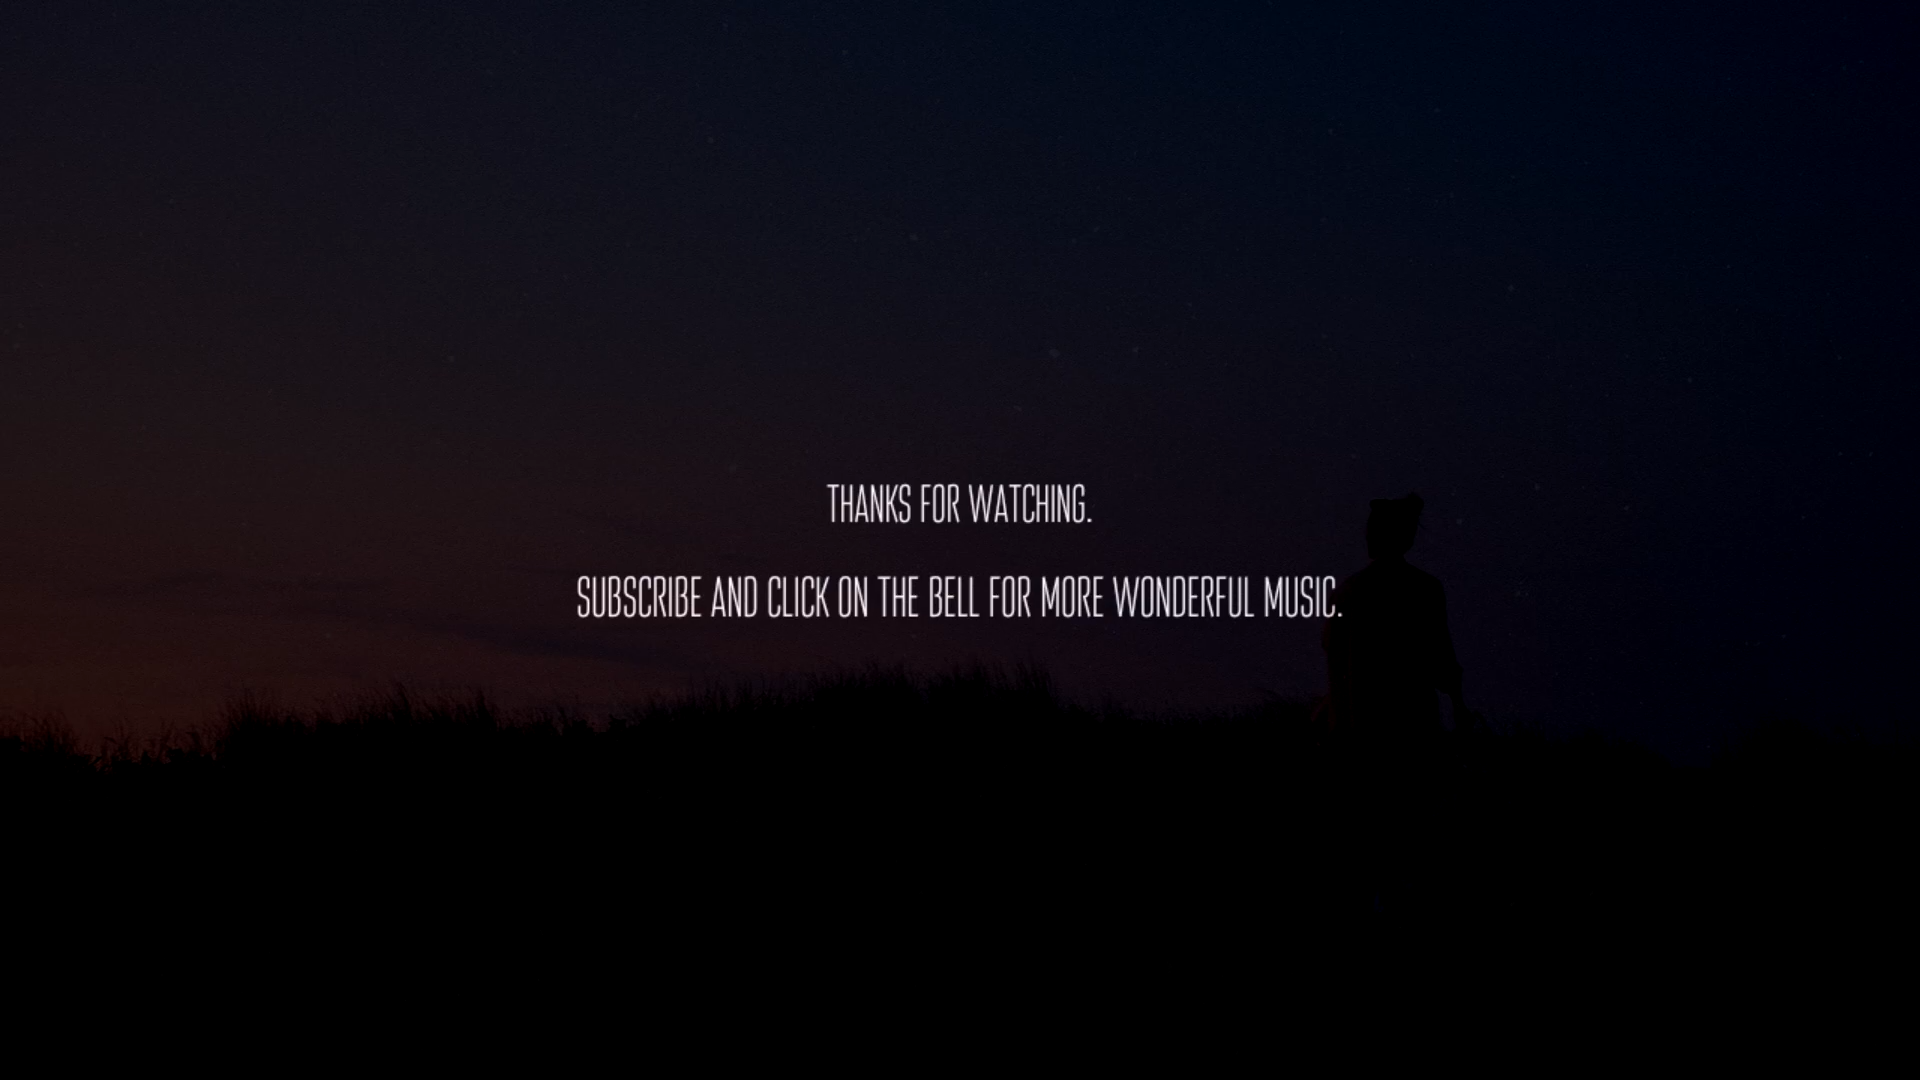 THANKS FOR WATCHING.
SUBSCRIBE AND CLICK ON THE BELL FOR MORE WONDERFUL MUSIC.